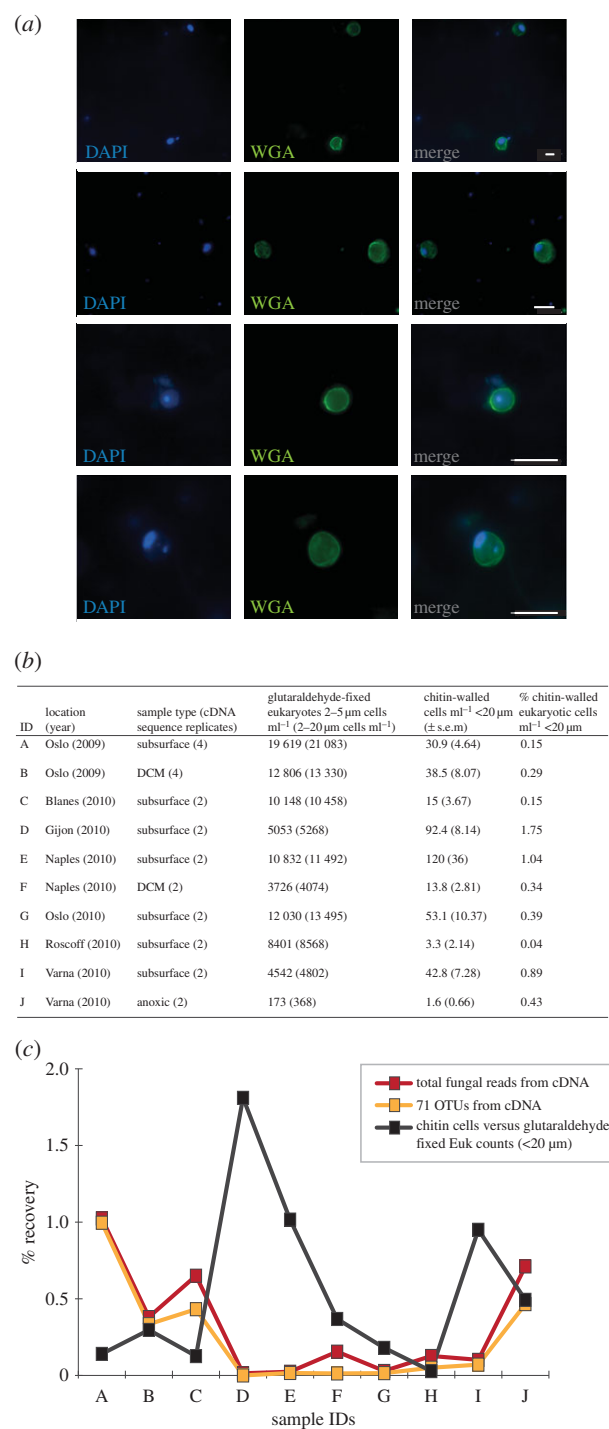 (a)
DAPI WGA merge
DAPI WGA merge
DAPI WGA merge
DAPI WGA merge
(b)
ID location (year) sample type (cDNA sequence replicates) glutaraldehyde-fixed eukaryotes 2–5 µm cells ml⁻¹ (2–20 µm cells ml⁻¹) chitin-walled cells ml⁻¹ <20 µm (± s.e.m) % chitin-walled eukaryotic cells ml⁻¹ <20 µm
A Oslo (2009) subsurface (4) 19 619 (21 083) 30.9 (4.64) 0.15
B Oslo (2009) DCM (4) 12 806 (13 330) 38.5 (8.07) 0.29
C Blanes (2010) subsurface (2) 10 148 (10 458) 15 (3.67) 0.15
D Gijon (2010) subsurface (2) 5053 (5268) 92.4 (8.14) 1.75
E Naples (2010) subsurface (2) 10 832 (11 492) 120 (36) 1.04
F Naples (2010) DCM (2) 3726 (4074) 13.8 (2.81) 0.34
G Oslo (2010) subsurface (2) 12 030 (13 495) 53.1 (10.37) 0.39
H Roscoff (2010) subsurface (2) 8401 (8568) 3.3 (2.14) 0.04
I Varna (2010) subsurface (2) 4542 (4802) 42.8 (7.28) 0.89
J Varna (2010) anoxic (2) 173 (368) 1.6 (0.66) 0.43
(c)
2.0
1.5
1.0
0.5
0
% recovery
total fungal reads from cDNA
71 OTUs from cDNA
chitin cells versus glutaraldehyde
fixed Euk counts (<20 µm)
A B C D E F G H I J
sample IDs